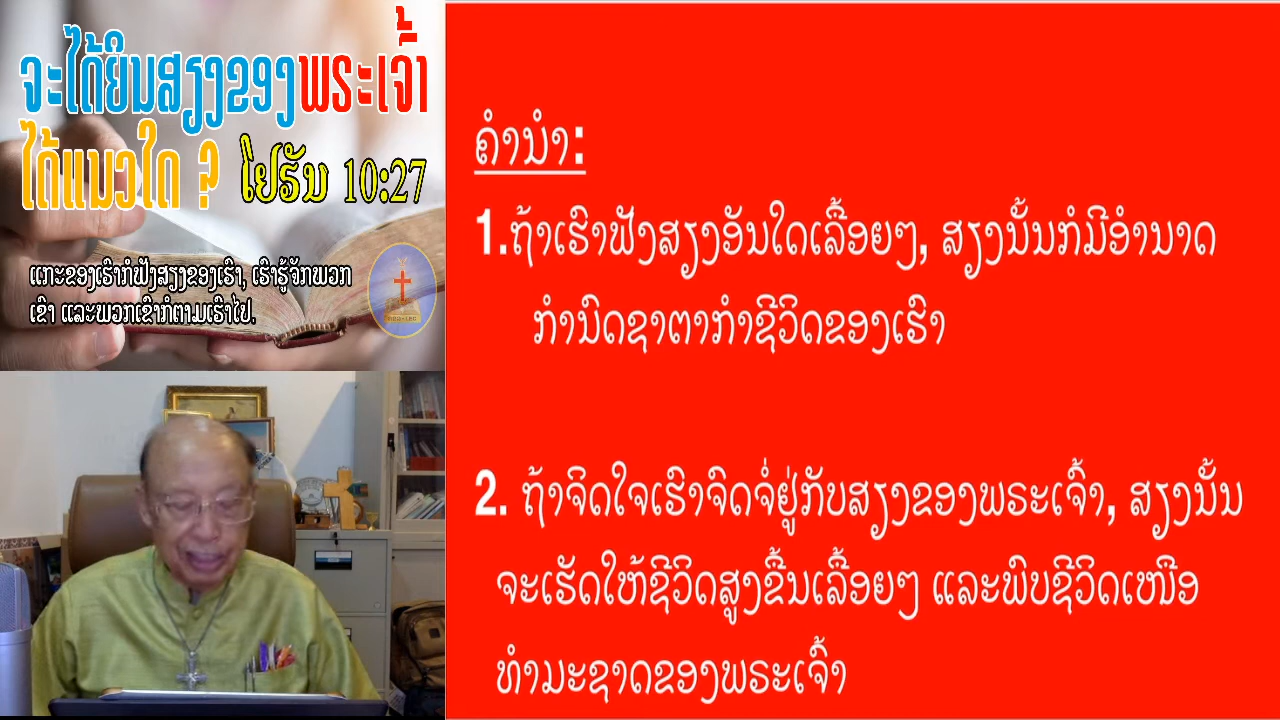 ຈະໄດ້ຍິນສຽງຂອງພຣະເຈົ້າ
ໄດ້ແນວໃດ ?
ໂຢຮັນ 10:27
ແກະຂອງເຮົາກໍຟັງສຽງຂອງເຮົາ, ເຮົາຮູ້ຈັກພວກ
ເຂົາ ແລະພວກເຂົາກໍຕາມເຮົາໄປ.
ຄໍານໍາ:
1.ຖ້າເຮົາຟັງສຽງອັນໃດເລື້ອຍໆ, ສຽງນັ້ນກໍມີອໍານາດ
ກໍານົດຊາຕາກໍາຊີວິດຂອງເຮົາ
2. ຖ້າຈິດໃຈເຮົາຈົດຈໍ່ຢູ່ກັບສຽງຂອງພຣະເຈົ້າ, ສຽງນັ້ນ
ຈະເຮັດໃຫ້ຊີວິດສູງຂື້ນເລື້ອຍໆ ແລະພົບຊີວິດເໜືອ
ທໍາມະຊາດຂອງພຣະເຈົ້າ